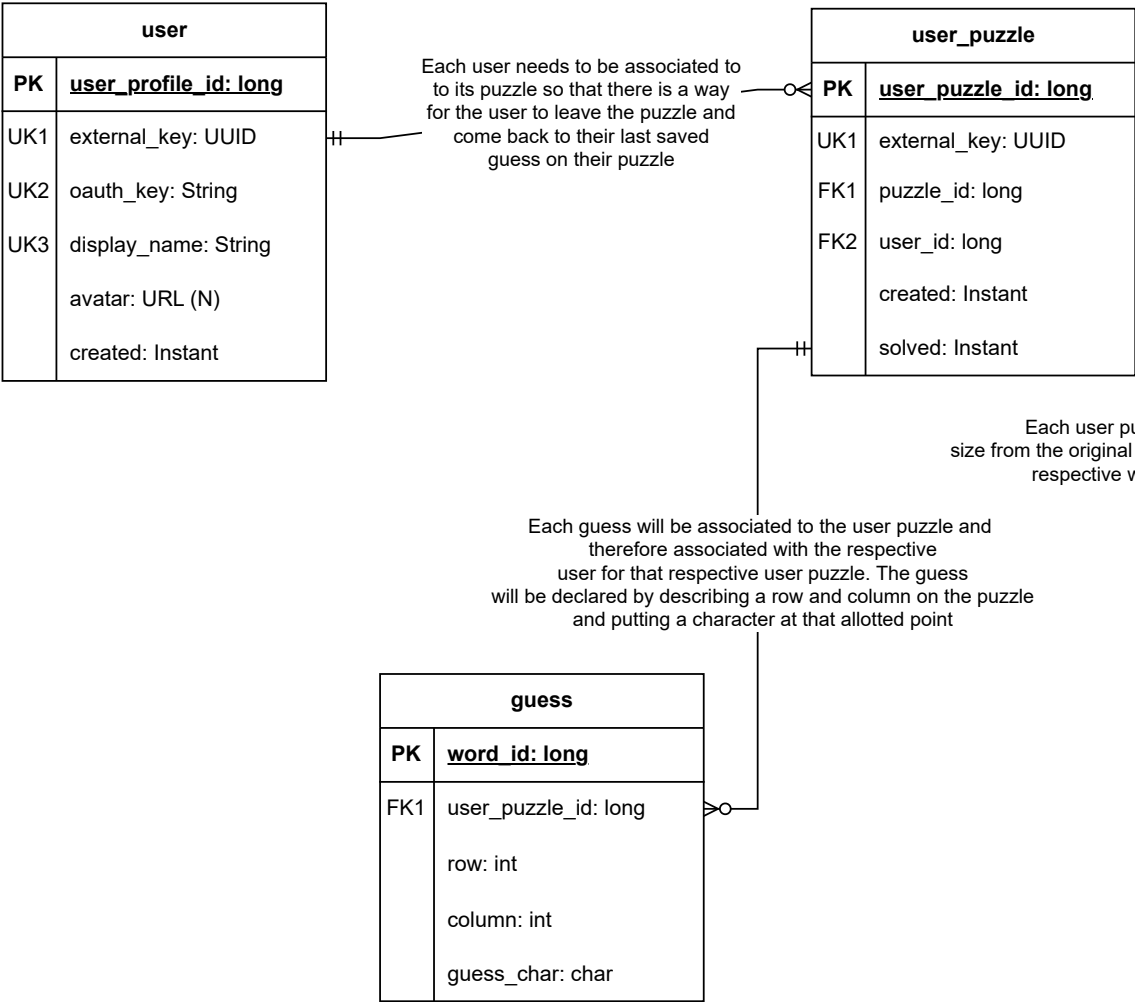 user
PK user_profile_id: long
UK1 external_key: UUID
UK2 oauth_key: String
UK3 display_name: String
avatar: URL (N)
created: Instant
Each user needs to be associated to
to its puzzle so that there is a way
for the user to leave the puzzle and
come back to their last saved
guess on their puzzle
user_puzzle
PK user_puzzle_id: long
UK1 external_key: UUID
FK1 puzzle_id: long
FK2 user_id: long
created: Instant
solved: Instant
Each user
size from the original
respective
Each guess will be associated to the user puzzle and
therefore associated with the respective
user for that respective user puzzle. The guess
will be declared by describing a row and column on the puzzle
and putting a character at that allotted point
guess
PK word_id: long
FK1 user_puzzle_id: long
row: int
column: int
guess_char: char